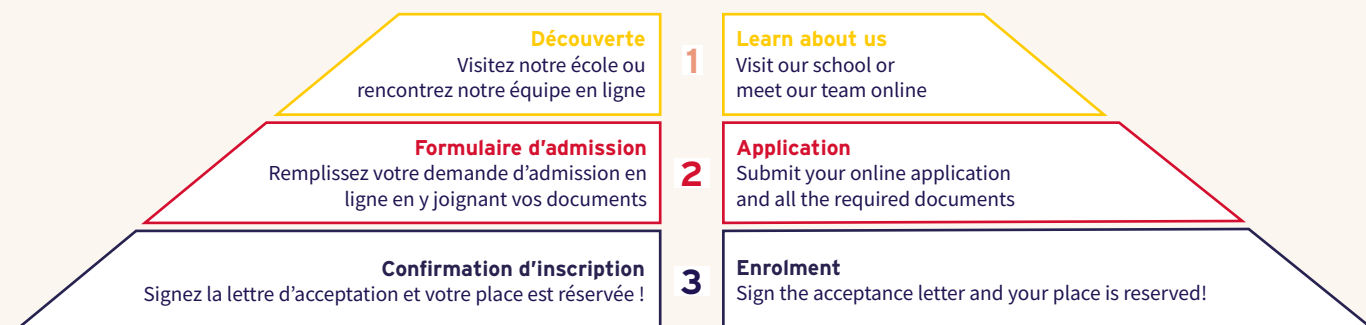 Découverte
Visitez notre école ou
rencontrez notre équipe en ligne
1
Learn about us
Visit our school or
meet our team online
Formulaire d'admission
Remplissez votre demande d'admission en
ligne en y joignant vos documents
2
Application
Submit your online application
and all the required documents
Confirmation d'inscription
Signez la lettre d'acceptation et votre place est réservée !
3
Enrolment
Sign the acceptance letter and your place is reserved!